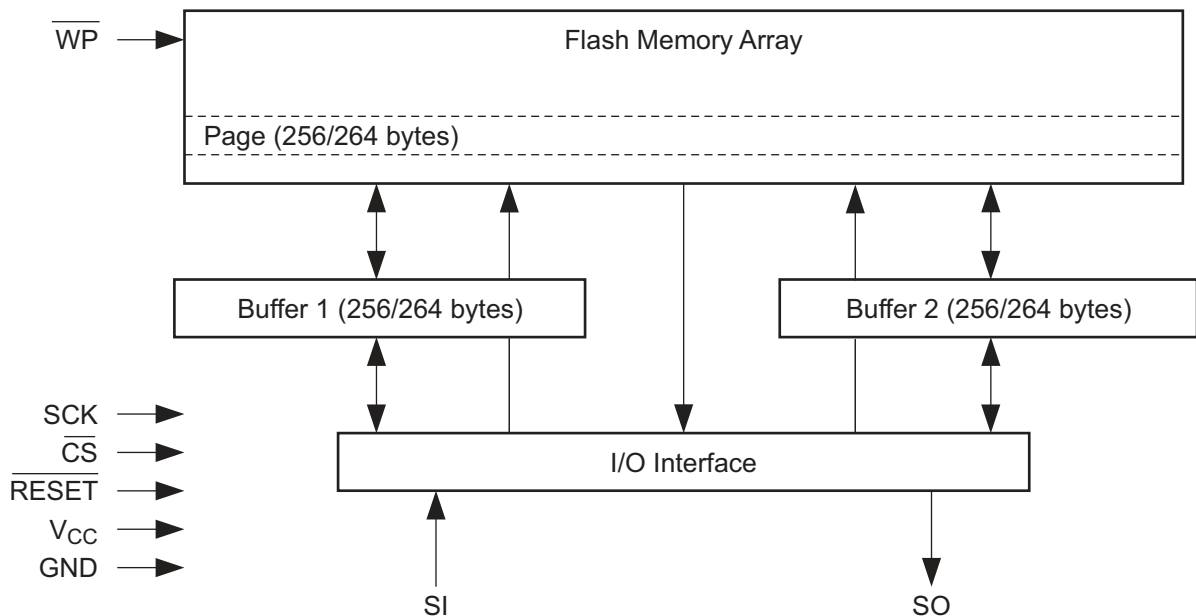 WP
Flash Memory Array
Page (256/264 bytes)
Buffer 1 (256/264 bytes)
Buffer 2 (256/264 bytes)
SCK
CS
RESET
VCC
GND
I/O Interface
SI
SO